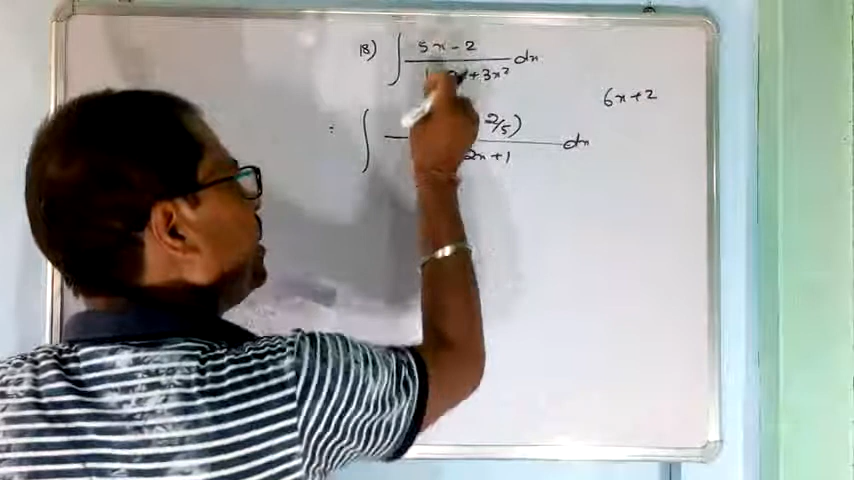 18) ∫ 5x - 2 / 1 + 2x + 3x² dx
6x + 2
= ∫ 2/5) / 2x + 1 dx